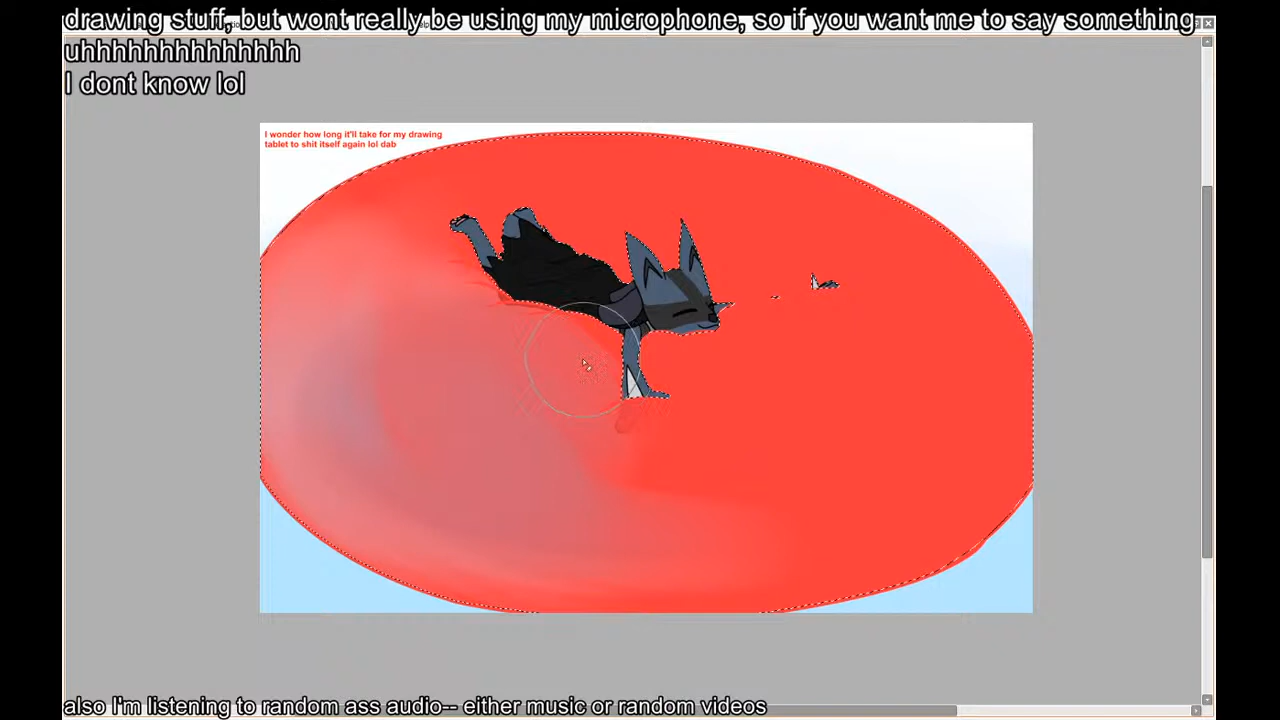 drawing stuff, but wont really be using my microphone, so if you want me to say something
uhhhhhhhhhhhhhhh
I dont know lol
I wonder how long it'll take for my drawing
tablet to shit itself again lol dab
also I'm listening to random ass audio-- either music or random videos